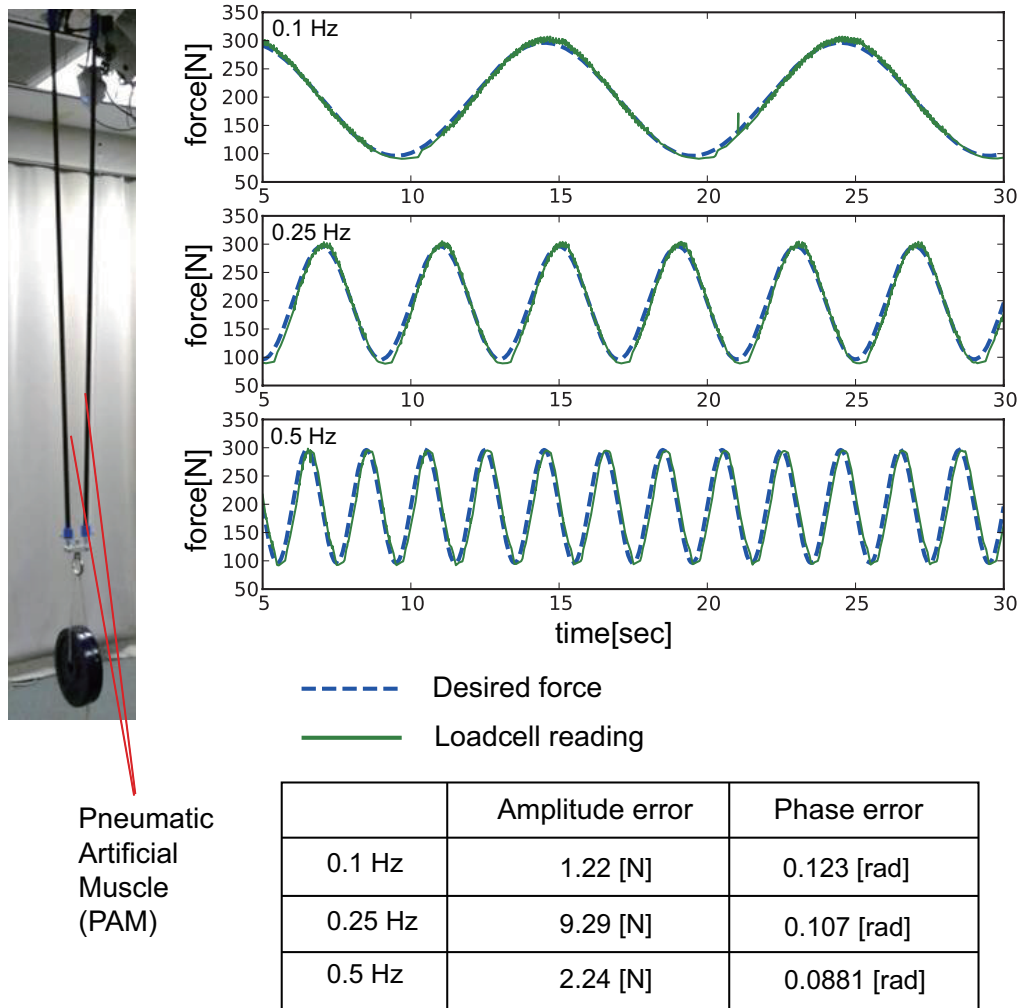 0.1 Hz
force[N]
350
300
250
200
150
100
50
5 10 15 20 25 30
0.25 Hz
force[N]
350
300
250
200
150
100
50
5 10 15 20 25 30
0.5 Hz
force[N]
350
300
250
200
150
100
50
5 10 15 20 25 30
time[sec]
Desired force
Loadcell reading
Pneumatic
Artificial
Muscle
(PAM)
Amplitude error Phase error
0.1 Hz 1.22 [N] 0.123 [rad]
0.25 Hz 9.29 [N] 0.107 [rad]
0.5 Hz 2.24 [N] 0.0881 [rad]